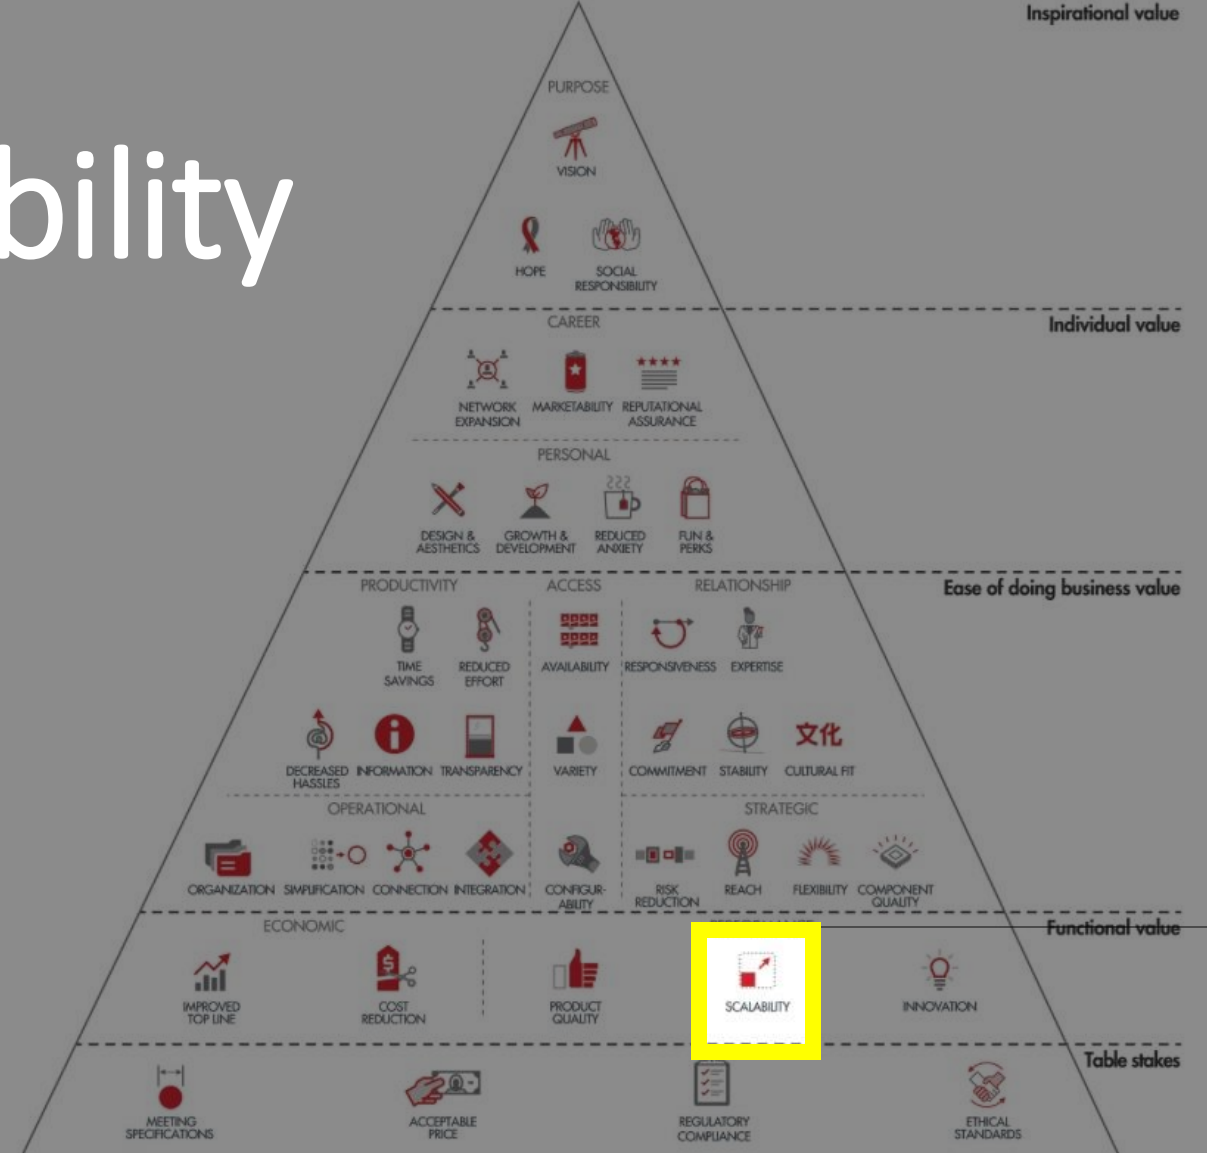 Inspirational value
PURPOSE
VISION
bility
HOPE
SOCIAL
RESPONSIBILITY
Individual value
CAREER
NETWORK
EXPANSION
MARKETABILITY
REPUTATIONAL
ASSURANCE
PERSONAL
DESIGN &
AESTHETICS
GROWTH &
DEVELOPMENT
REDUCED
ANXIETY
FUN &
PERKS
Ease of doing business value
PRODUCTIVITY
ACCESS
RELATIONSHIP
TIME
SAVINGS
REDUCED
EFFORT
AVAILABILITY
RESPONSIVENESS
EXPERTISE
DECREASED
HASSLES
INFORMATION
TRANSPARENCY
VARIETY
COMMITMENT
STABILITY
文化
CULTURAL FIT
OPERATIONAL
STRATEGIC
ORGANIZATION
SIMPLIFICATION
CONNECTION
INTEGRATION
CONFIGUR-
ABILITY
RISK
REDUCTION
REACH
FLEXIBILITY
COMPONENT
QUALITY
Functional value
ECONOMIC
IMPROVED
TOP LINE
COST
REDUCTION
PRODUCT
QUALITY
SCALABILITY
INNOVATION
Table stakes
MEETING
SPECIFICATIONS
ACCEPTABLE
PRICE
REGULATORY
COMPLIANCE
ETHICAL
STANDARDS